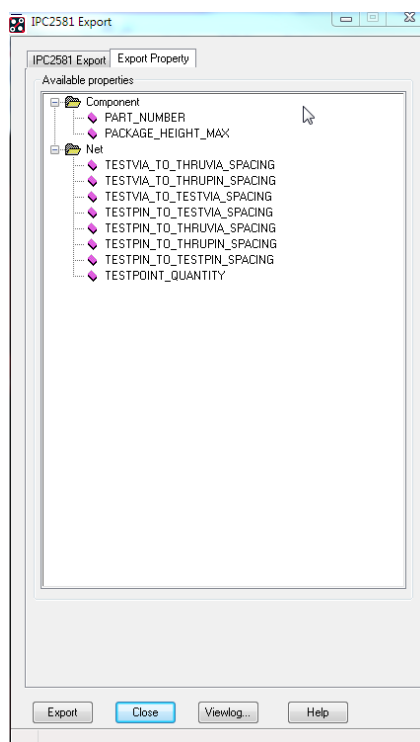 IPC2581 Export
IPC2581 Export Export Property
Available properties
Component
PART_NUMBER
PACKAGE_HEIGHT_MAX
Net
TESTVIA_TO_THRUVIA_SPACING
TESTVIA_TO_THRUPIN_SPACING
TESTVIA_TO_TESTVIA_SPACING
TESTPIN_TO_TESTVIA_SPACING
TESTPIN_TO_THRUVIA_SPACING
TESTPIN_TO_THRUPIN_SPACING
TESTPIN_TO_TESTPIN_SPACING
TESTPOINT_QUANTITY
Export Close Viewlog... Help